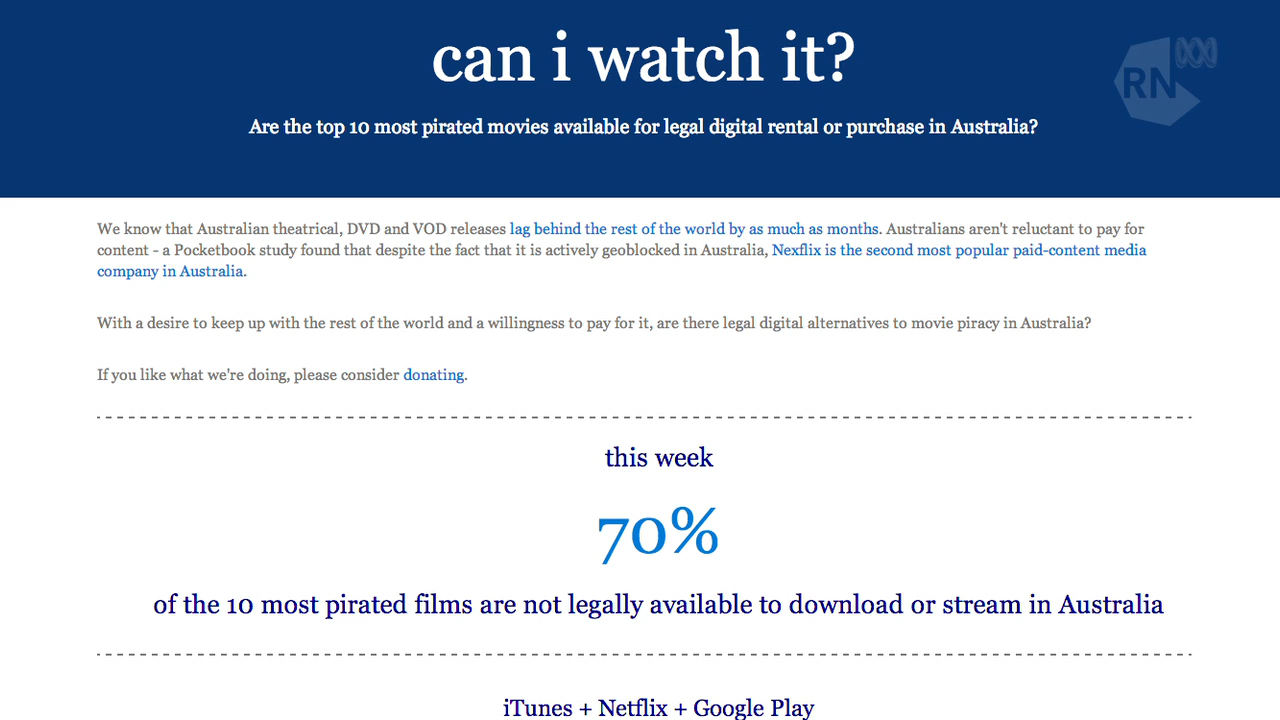 can i watch it?
RN
Are the top 10 most pirated movies available for legal digital rental or purchase in Australia?
We know that Australian theatrical, DVD and VOD releases lag behind the rest of the world by as much as months. Australians aren't reluctant to pay for
content - a Pocketbook study found that despite the fact that it is actively geoblocked in Australia, Nexflix is the second most popular paid-content media
company in Australia.
With a desire to keep up with the rest of the world and a willingness to pay for it, are there legal digital alternatives to movie piracy in Australia?
If you like what we're doing, please consider donating.
this week
70%
of the 10 most pirated films are not legally available to download or stream in Australia
iTunes + Netflix + Google Play